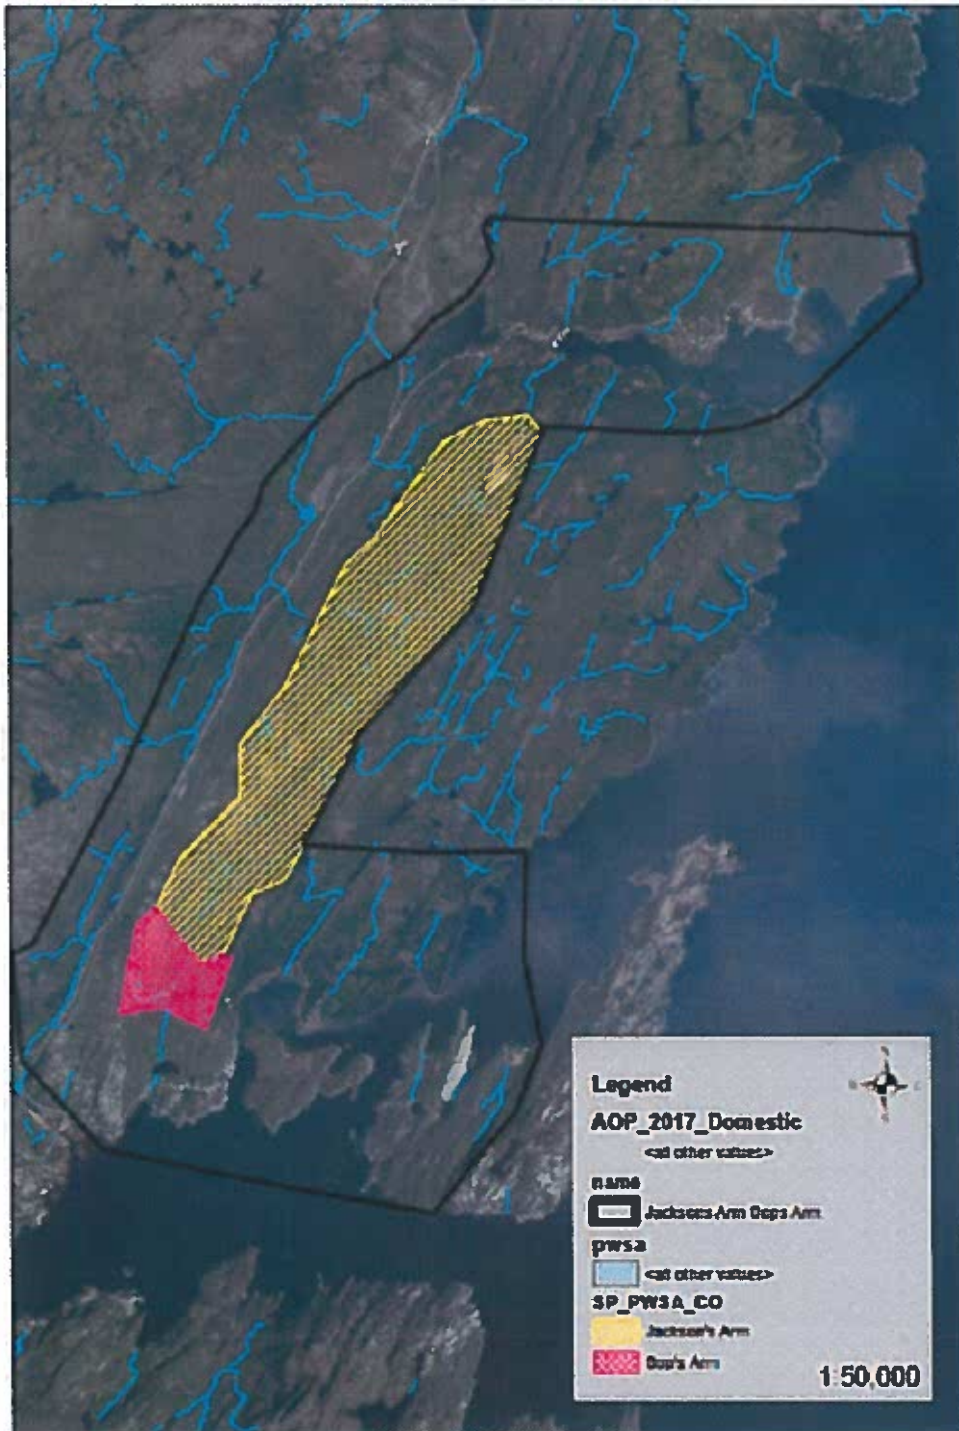 Legend
AOP_2017_Domestic
<all other values>
name
Jacksons Arm Sops Arm
pwsa
<all other values>
SP_PWSA_CO
Jackson's Arm
Sop's Arm
1:50,000